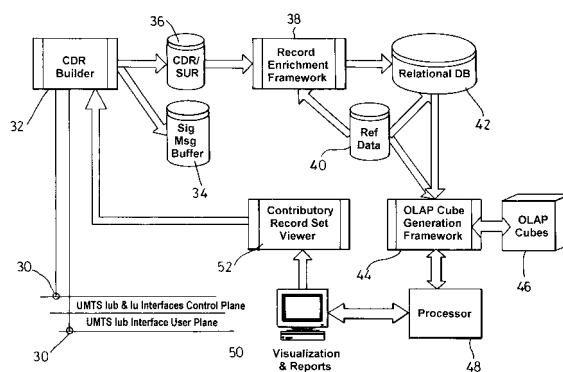 36
38
CDR
Builder
CDR/
SUR
Record
Enrichment
Framework
Relational DB
32
42
Sig
Msg
Buffer
34
Ref
Data
40
Contributory
Record Set
Viewer
52
OLAP Cube
Generation
Framework
44
OLAP
Cubes
46
30
UMTS Iub & Iu Interfaces Control Plane
UMTS Iub Interface User Plane
30
50
Visualization
& Reports
Processor
48